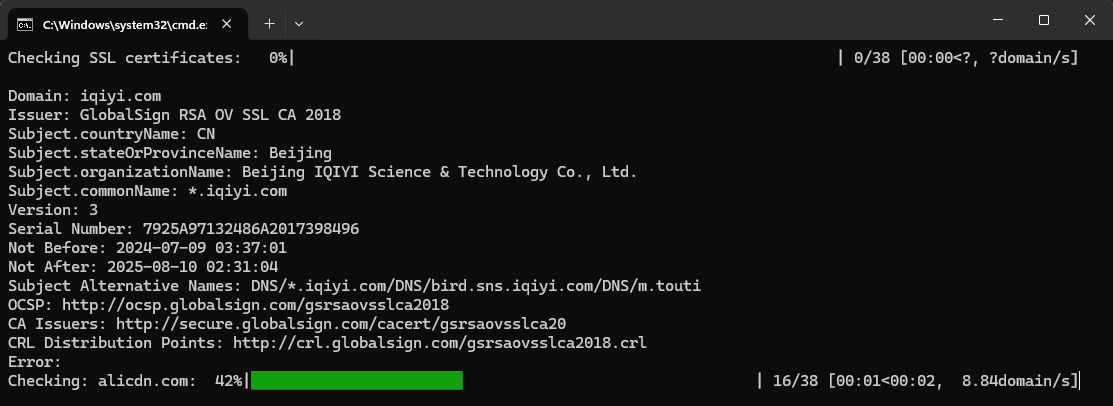 C:\Windows\system32\cmd.e
Checking SSL certificates:   0%|                    | 0/38 [00:00<?, ?domain/s]
Domain: iqiyi.com
Issuer: GlobalSign RSA OV SSL CA 2018
Subject.countryName: CN
Subject.stateOrProvinceName: Beijing
Subject.organizationName: Beijing IQIYI Science & Technology Co., Ltd.
Subject.commonName: *.iqiyi.com
Version: 3
Serial Number: 7925A97132486A2017398496
Not Before: 2024-07-09 03:37:01
Not After: 2025-08-10 02:31:04
Subject Alternative Names: DNS/*.iqiyi.com/DNS/bird.sns.iqiyi.com/DNS/m.touti
OCSP: http://ocsp.globalsign.com/gsrsaovsslca2018
CA Issuers: http://secure.globalsign.com/cacert/gsrsaovsslca20
CRL Distribution Points: http://crl.globalsign.com/gsrsaovsslca2018.crl
Error:
Checking: alicdn.com:  42%|                    | 16/38 [00:01<00:02,  8.84domain/s]